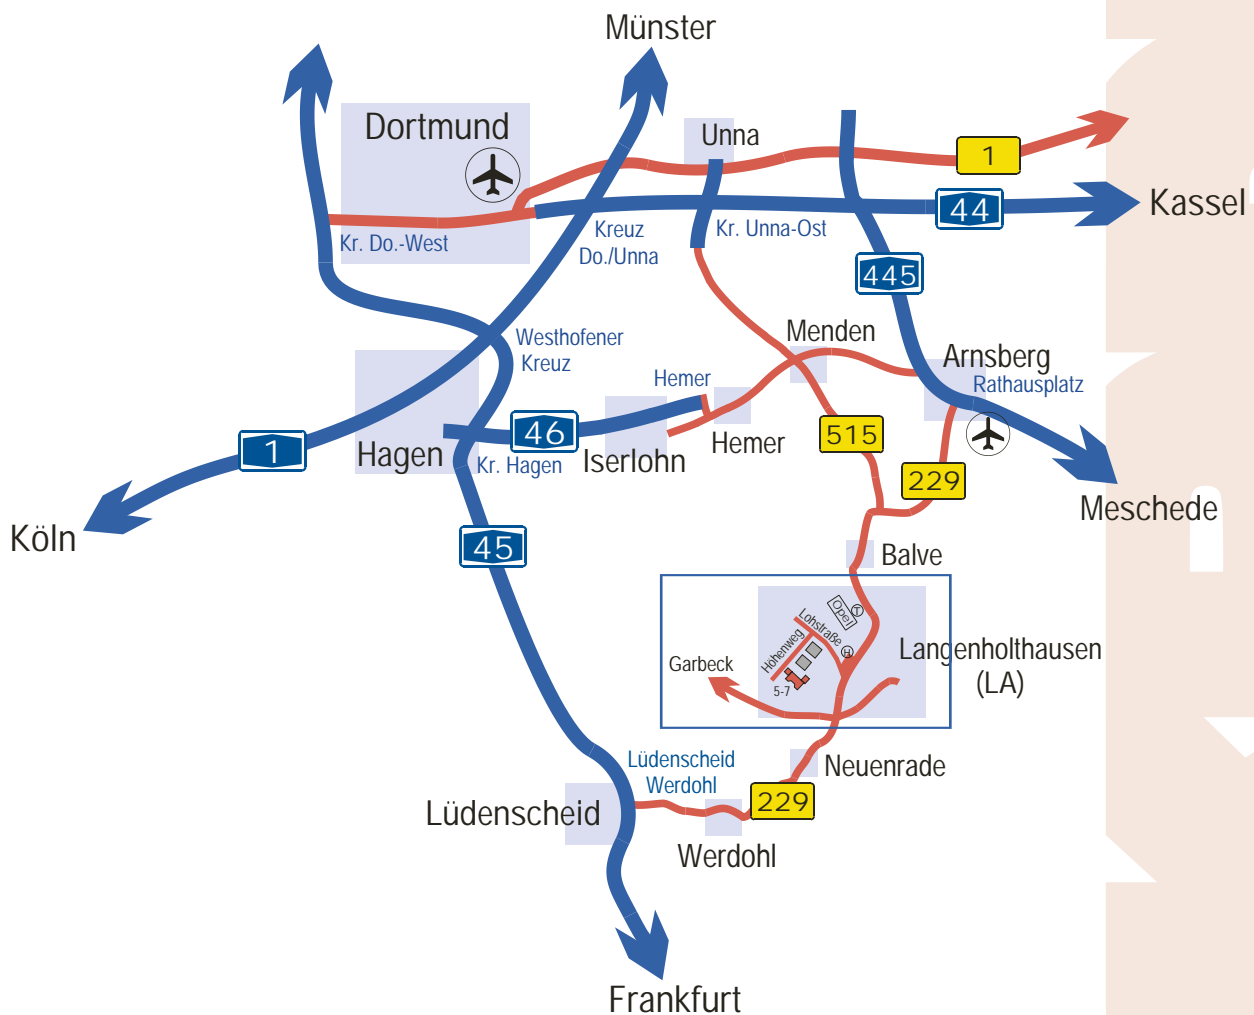 Münster
Dortmund
Unna
1
Kassel
44
Kr. Do.-West
Kreuz
Do./Unna
Kr. Unna-Ost
445
Westhofener
Kreuz
Menden
Arnsberg
Rathausplatz
Hemer
46
515
1
Hagen
Kr. Hagen
Iserlohn
Hemer
229
Meschede
Köln
45
Balve
Opel
Lohstraße
H
Höhenweg
Garbeck
5-7
Langenholthausen
(LA)
Lüdenscheid
Werdohl
Neuenrade
229
Lüdenscheid
Werdohl
Frankfurt